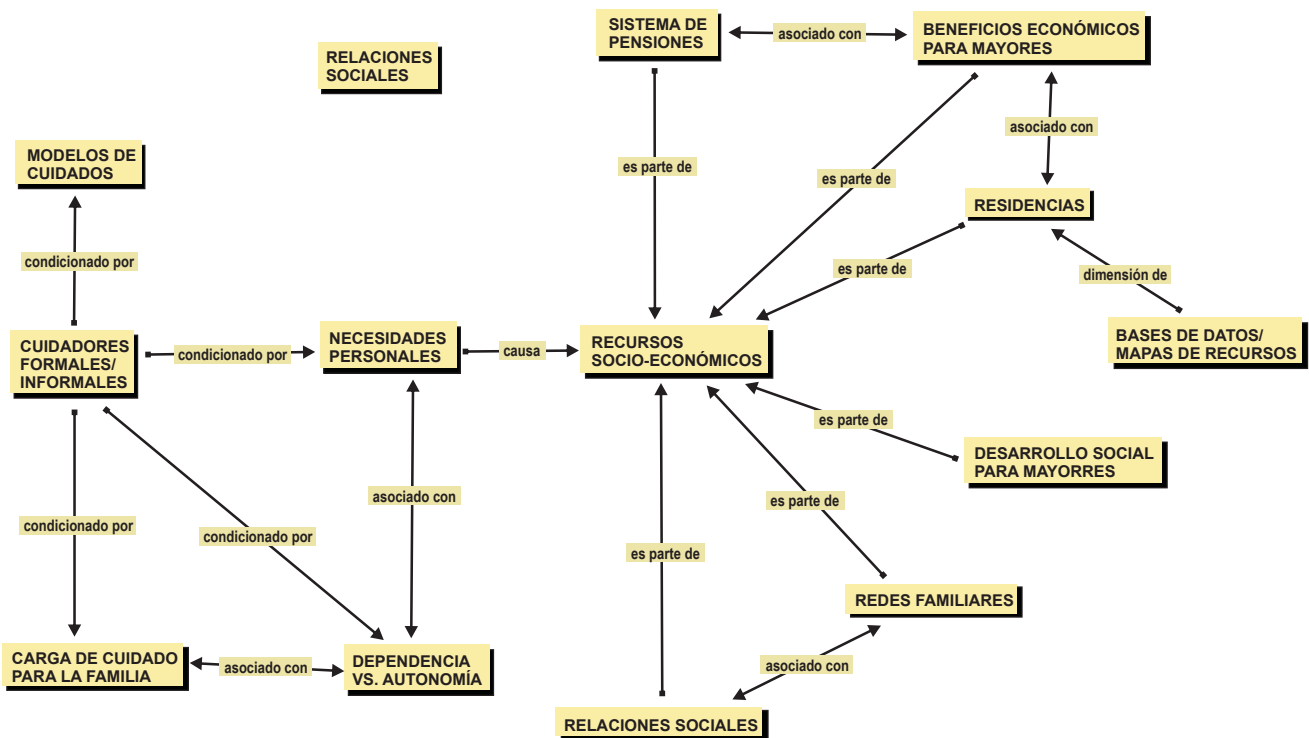 SISTEMA DE
PENSIONES
asociado con
BENEFICIOS ECONÓMICOS
PARA MAYORES
RELACIONES
SOCIALES
asociado con
MODELOS DE
CUIDADOS
es parte de
es parte de
RESIDENCIAS
condicionado por
es parte de
dimensión de
CUIDADORES
FORMALES/
INFORMALES
condicionado por
NECESIDADES
PERSONALES
causa
RECURSOS
SOCIO-ECONÓMICOS
BASES DE DATOS/
MAPAS DE RECURSOS
es parte de
DESARROLLO SOCIAL
PARA MAYORRES
asociado con
es parte de
condicionado por
condicionado por
es parte de
REDES FAMILIARES
CARGA DE CUIDADO
PARA LA FAMILIA
asociado con
DEPENDENCIA
VS. AUTONOMÍA
asociado con
RELACIONES SOCIALES